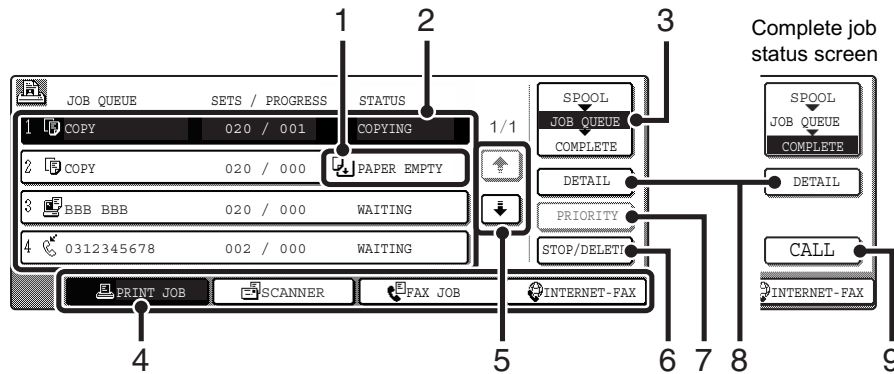 1 2 3
Complete job
status screen
JOB QUEUE SETS / PROGRESS STATUS
1 COPY 020 / 001 COPYING
2 COPY 020 / 000 PAPER EMPTY
3 BBB BBB 020 / 000 WAITING
4 0312345678 002 / 000 WAITING
1/1
SPOOL
JOB QUEUE
COMPLETE
DETAIL
PRIORITY
STOP/DELETE
PRINT JOB SCANNER FAX JOB INTERNET-FAX
SPOOL
JOB QUEUE
COMPLETE
DETAIL
CALL
INTERNET-FAX
4 5 6 7 8 9